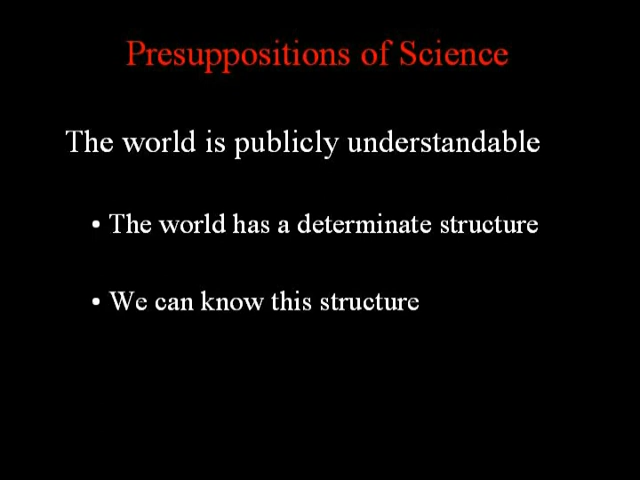 Presuppositions of Science
The world is publicly understandable
• The world has a determinate structure
• We can know this structure